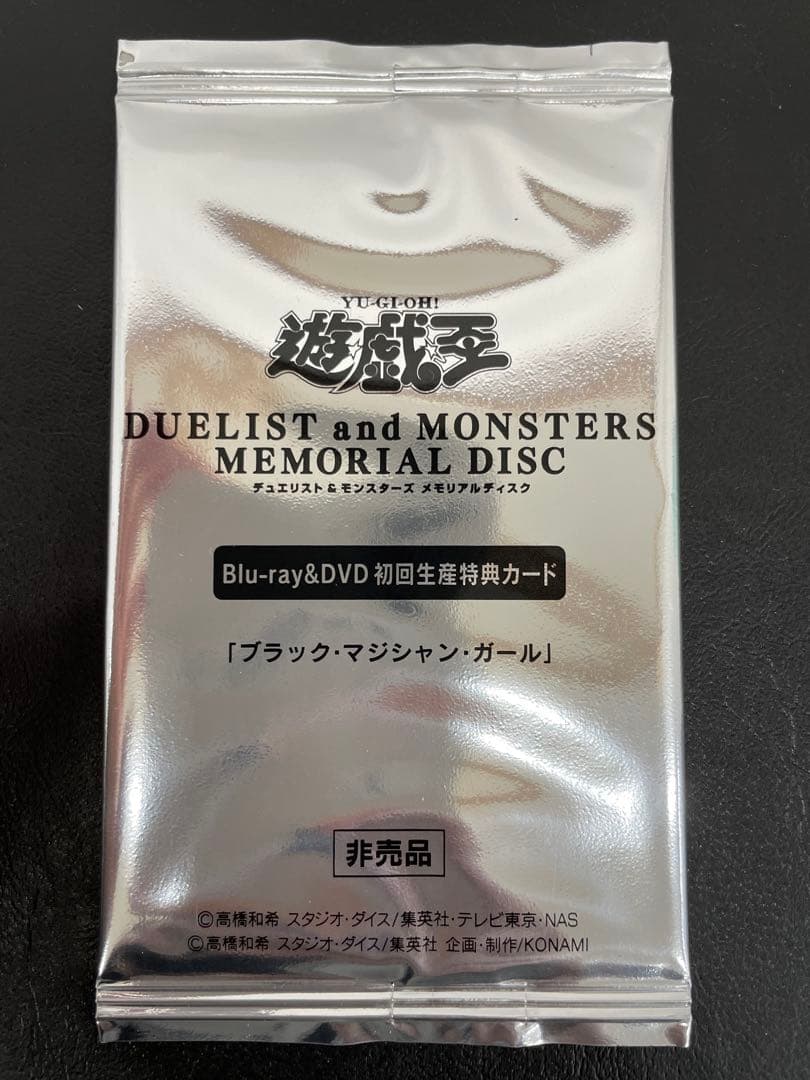 YU-GI-OH!
遊戯王
DUELIST and MONSTERS
MEMORIAL DISC
デュエリスト&モンスターズ メモリアルディスク
Blu-ray&DVD 初回生産特典カード
「ブラック・マジシャン・ガール」
非売品
©高橋和希 スタジオ・ダイス/集英社・テレビ東京・NAS
©高橋和希 スタジオ・ダイス/集英社 企画・制作/KONAMI